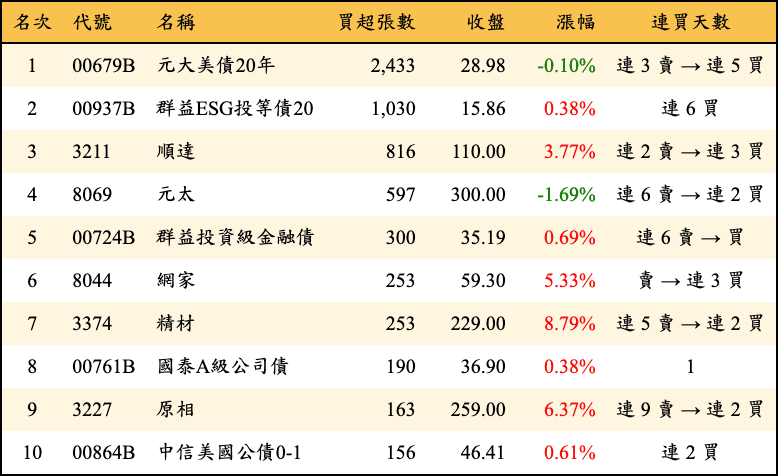 名次 代號 名稱 買超張數 收盤 漲幅 連買天數
1 00679B 元大美債20年 2,433 28.98 -0.10% 連 3 賣 → 連 5 買
2 00937B 群益ESG投等債20 1,030 15.86 0.38% 連 6 買
3 3211 順達 816 110.00 3.77% 連 2 賣 → 連 3 買
4 8069 元太 597 300.00 -1.69% 連 6 賣 → 連 2 買
5 00724B 群益投資級金融債 300 35.19 0.69% 連 6 賣 → 買
6 8044 網家 253 59.30 5.33% 賣 → 連 3 買
7 3374 精材 253 229.00 8.79% 連 5 賣 → 連 2 買
8 00761B 國泰A級公司債 190 36.90 0.38% 1
9 3227 原相 163 259.00 6.37% 連 9 賣 → 連 2 買
10 00864B 中信美國公債0-1 156 46.41 0.61% 連 2 買